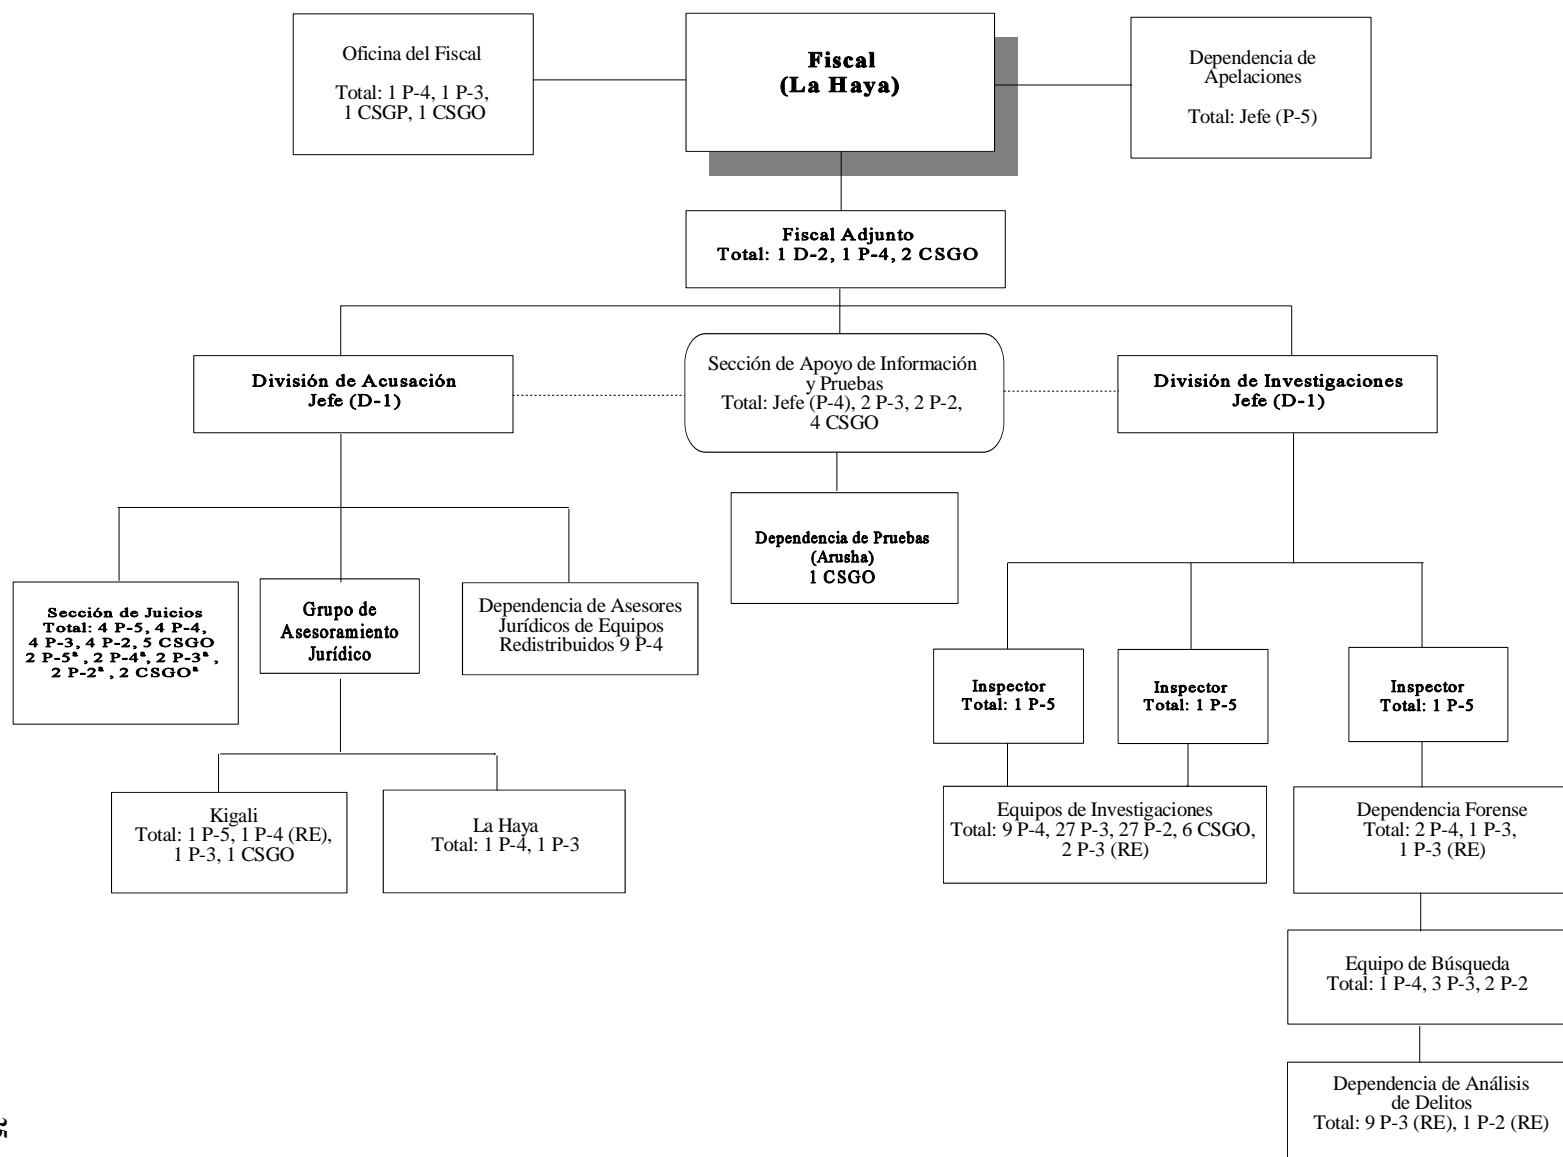 Oficina del Fiscal
Total: 1 P-4, 1 P-3,
1 CSGP, 1 CSGO
Fiscal
(La Haya)
Dependencia de
Apelaciones
Total: Jefe (P-5)
Fiscal Adjunto
Total: 1 D-2, 1 P-4, 2 CSGO
División de Acusación
Jefe (D-1)
Sección de Apoyo de Información
y Pruebas
Total: Jefe (P-4), 2 P-3, 2 P-2,
4 CSGO
División de Investigaciones
Jefe (D-1)
Dependencia de Pruebas
(Arusha)
1 CSGO
Sección de Juicios
Total: 4 P-5, 4 P-4,
4 P-3, 4 P-2, 5 CSGO
2 P-5ª, 2 P-4ª, 2 P-3ª,
2 P-2ª, 2 CSGOª
Grupo de
Asesoramiento
Jurídico
Dependencia de Asesores
Jurídicos de Equipos
Redistribuidos 9 P-4
Inspector
Total: 1 P-5
Inspector
Total: 1 P-5
Inspector
Total: 1 P-5
Kigali
Total: 1 P-5, 1 P-4 (RE),
1 P-3, 1 CSGO
La Haya
Total: 1 P-4, 1 P-3
Equipos de Investigaciones
Total: 9 P-4, 27 P-3, 27 P-2, 6 CSGO,
2 P-3 (RE)
Dependencia Forense
Total: 2 P-4, 1 P-3,
1 P-3 (RE)
Equipo de Búsqueda
Total: 1 P-4, 3 P-3, 2 P-2
Dependencia de Análisis
de Delitos
Total: 9 P-3 (RE), 1 P-2 (RE)
25